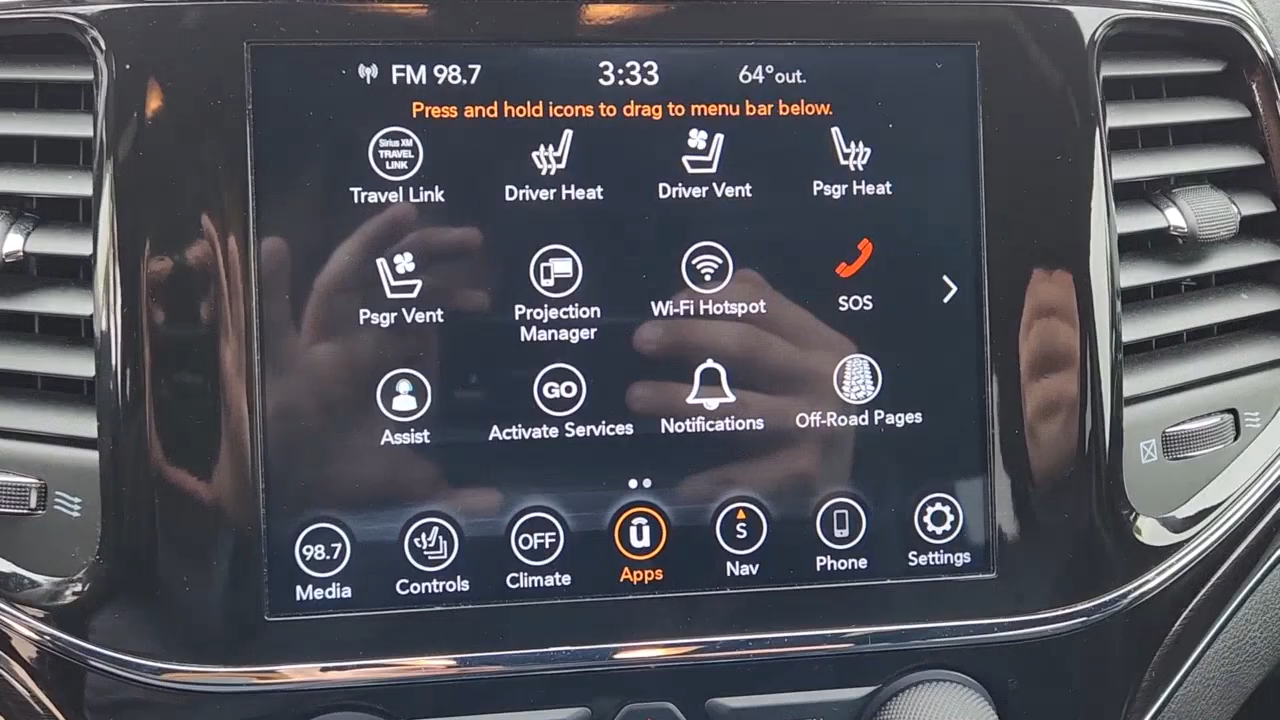 FM 98.7 3:33 64°out.
Press and hold icons to drag to menu bar below.
Sirius XM
TRAVEL
LINK
Travel Link Driver Heat Driver Vent Psgr Heat
Psgr Vent Projection Manager Wi-Fi Hotspot SOS
GO
Assist Activate Services Notifications Off-Road Pages
98.7 OFF û S
Media Controls Climate Apps Nav Phone Settings